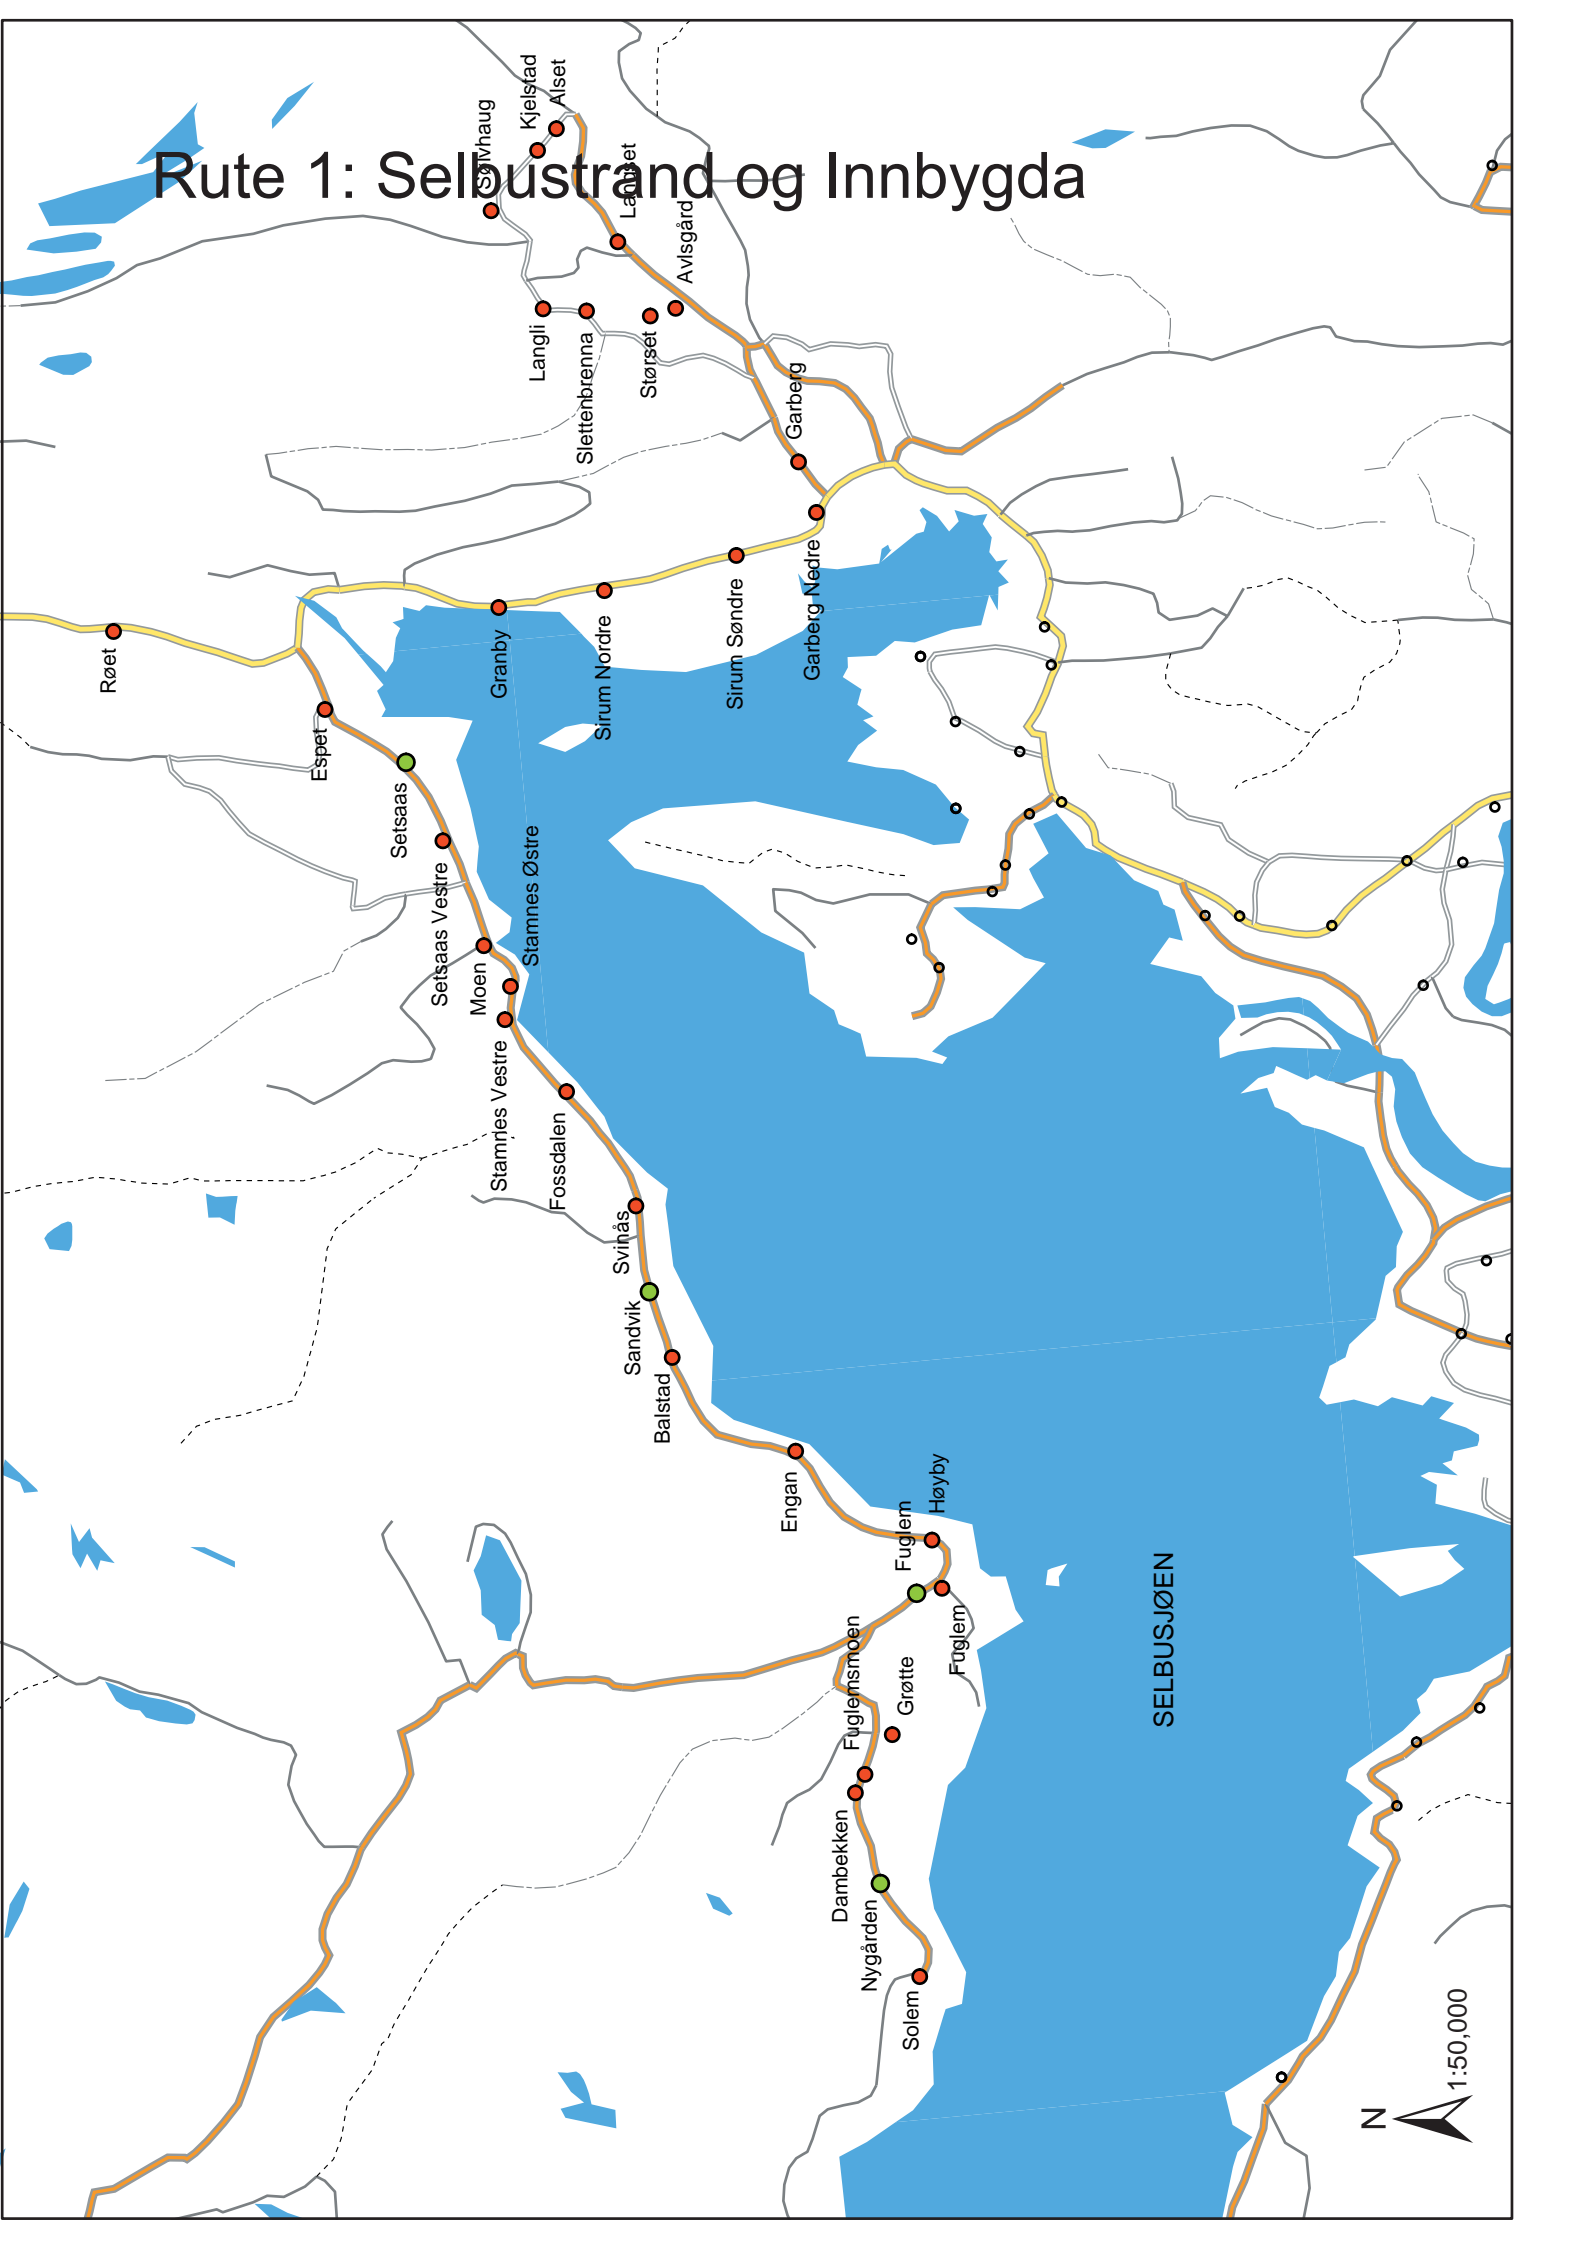 Rute 1: Selbustrand og Innbygda
Sølvhaug
Kjelstad
Alset
Langset
Avlsgård
Langli
Slettenbrenna
Størset
Garberg
Garberg Nedre
Sirum Søndre
Sirum Nordre
Granby
Røet
Espet
Setsaas
Setsaas Vestre
Moen
Stamnes Østre
Stamnes Vestre
Fossdalen
Svinås
Sandvik
Balstad
Engan
Høyby
Fuglem
Fuglem
Fuglemsmoen
Grøtte
Dambekken
Nygården
Solem
SELBUSJØEN
N
1:50,000